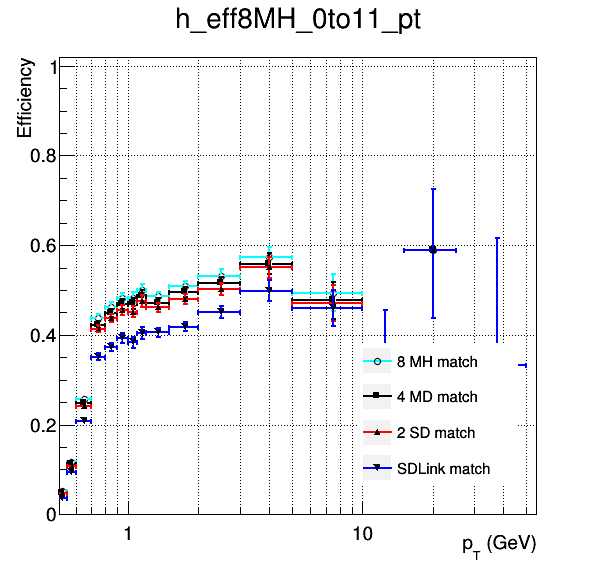 h_eff8MH_0to11_pt
Efficiency
1
0.8
0.6
0.4
0.2
0
8 MH match
4 MD match
2 SD match
SDLink match
1
10
p_T (GeV)